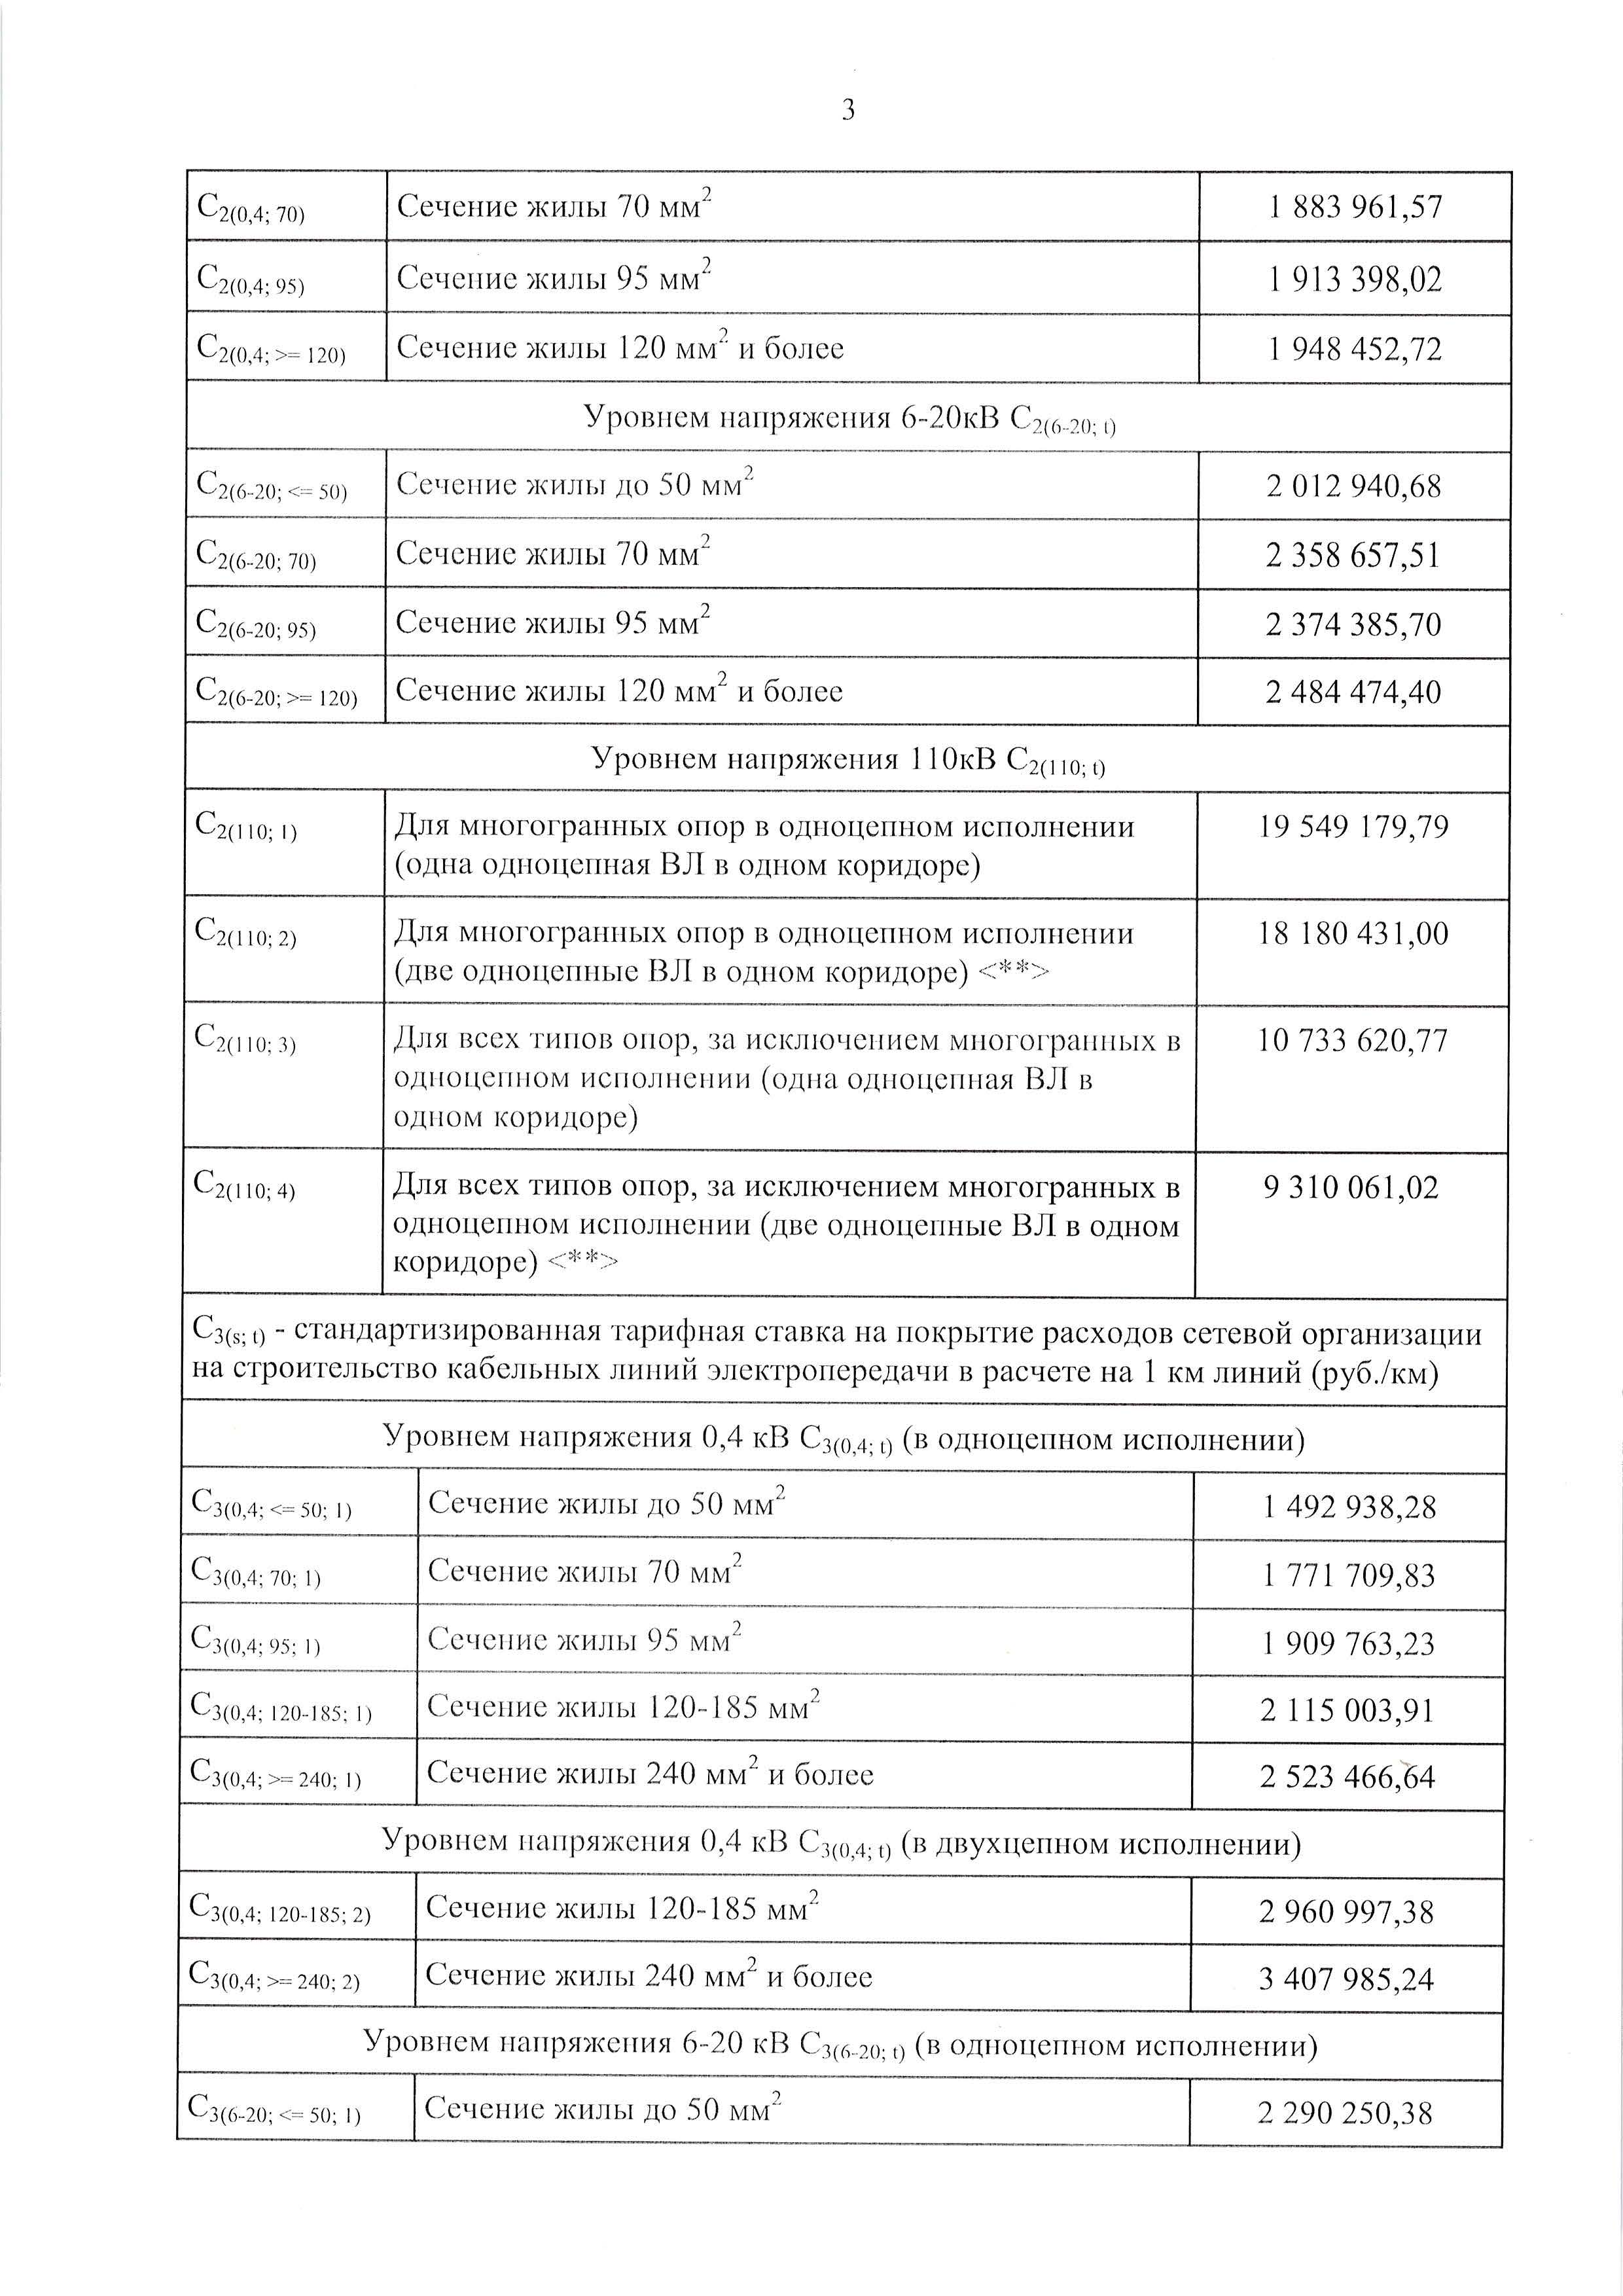 3
C2(0,4; 70) Сечение жилы 70 мм² 1 883 961,57
C2(0,4; 95) Сечение жилы 95 мм² 1 913 398,02
C2(0,4; >= 120) Сечение жилы 120 мм² и более 1 948 452,72
Уровнем напряжения 6-20кВ C2(6-20; t)
C2(6-20; <= 50) Сечение жилы до 50 мм² 2 012 940,68
C2(6-20; 70) Сечение жилы 70 мм² 2 358 657,51
C2(6-20; 95) Сечение жилы 95 мм² 2 374 385,70
C2(6-20; >= 120) Сечение жилы 120 мм² и более 2 484 474,40
Уровнем напряжения 110кВ C2(110; t)
C2(110; 1) Для многогранных опор в одноцепном исполнении 19 549 179,79
(одна одноцепная ВЛ в одном коридоре)
C2(110; 2) Для многогранных опор в одноцепном исполнении 18 180 431,00
(две одноцепные ВЛ в одном коридоре) <**>
C2(110; 3) Для всех типов опор, за исключением многогранных в 10 733 620,77
одноцепном исполнении (одна одноцепная ВЛ в
одном коридоре)
C2(110; 4) Для всех типов опор, за исключением многогранных в 9 310 061,02
одноцепном исполнении (две одноцепные ВЛ в одном
коридоре) <**>
C3(s; t) - стандартизированная тарифная ставка на покрытие расходов сетевой организации
на строительство кабельных линий электропередачи в расчете на 1 км линий (руб./км)
Уровнем напряжения 0,4 кВ C3(0,4; t) (в одноцепном исполнении)
C3(0,4; <= 50; 1) Сечение жилы до 50 мм² 1 492 938,28
C3(0,4; 70; 1) Сечение жилы 70 мм² 1 771 709,83
C3(0,4; 95; 1) Сечение жилы 95 мм² 1 909 763,23
C3(0,4; 120-185; 1) Сечение жилы 120-185 мм² 2 115 003,91
C3(0,4; >= 240; 1) Сечение жилы 240 мм² и более 2 523 466,64
Уровнем напряжения 0,4 кВ C3(0,4; t) (в двухцепном исполнении)
C3(0,4; 120-185; 2) Сечение жилы 120-185 мм² 2 960 997,38
C3(0,4; >= 240; 2) Сечение жилы 240 мм² и более 3 407 985,24
Уровнем напряжения 6-20 кВ C3(6-20; t) (в одноцепном исполнении)
C3(6-20; <= 50; 1) Сечение жилы до 50 мм² 2 290 250,38